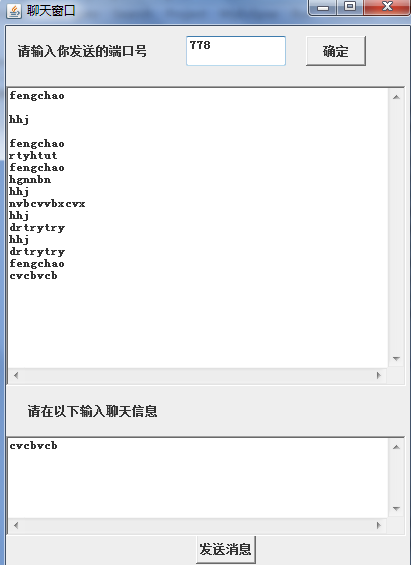 聊天窗口
请输入你发送的端口号
778
确定
fengchao
hhj
fengchao
rtyhtut
fengchao
hgnnbn
hhj
nvbcvvbxcvx
hhj
drtrytry
hhj
drtrytry
fengchao
cvcbvcb
请在以下输入聊天信息
cvcbvcb
发送消息